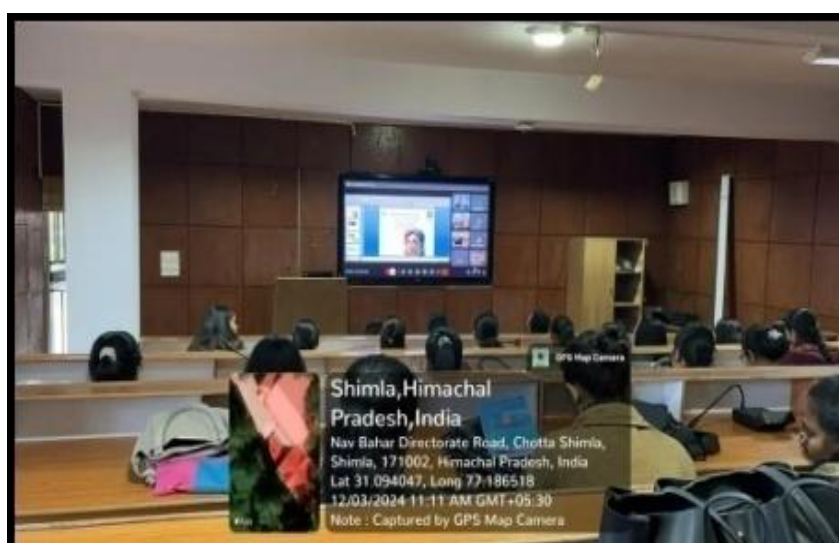 GPS Map Camera
Shimla,Himachal
Pradesh,India
Nav Bahar Directorate Road, Chotta Shimla,
Shimla, 171002, Himachal Pradesh, India
Lat 31.094047, Long 77.186518
12/03/2024 11:11 AM GMT+05:30
Note : Captured by GPS Map Camera